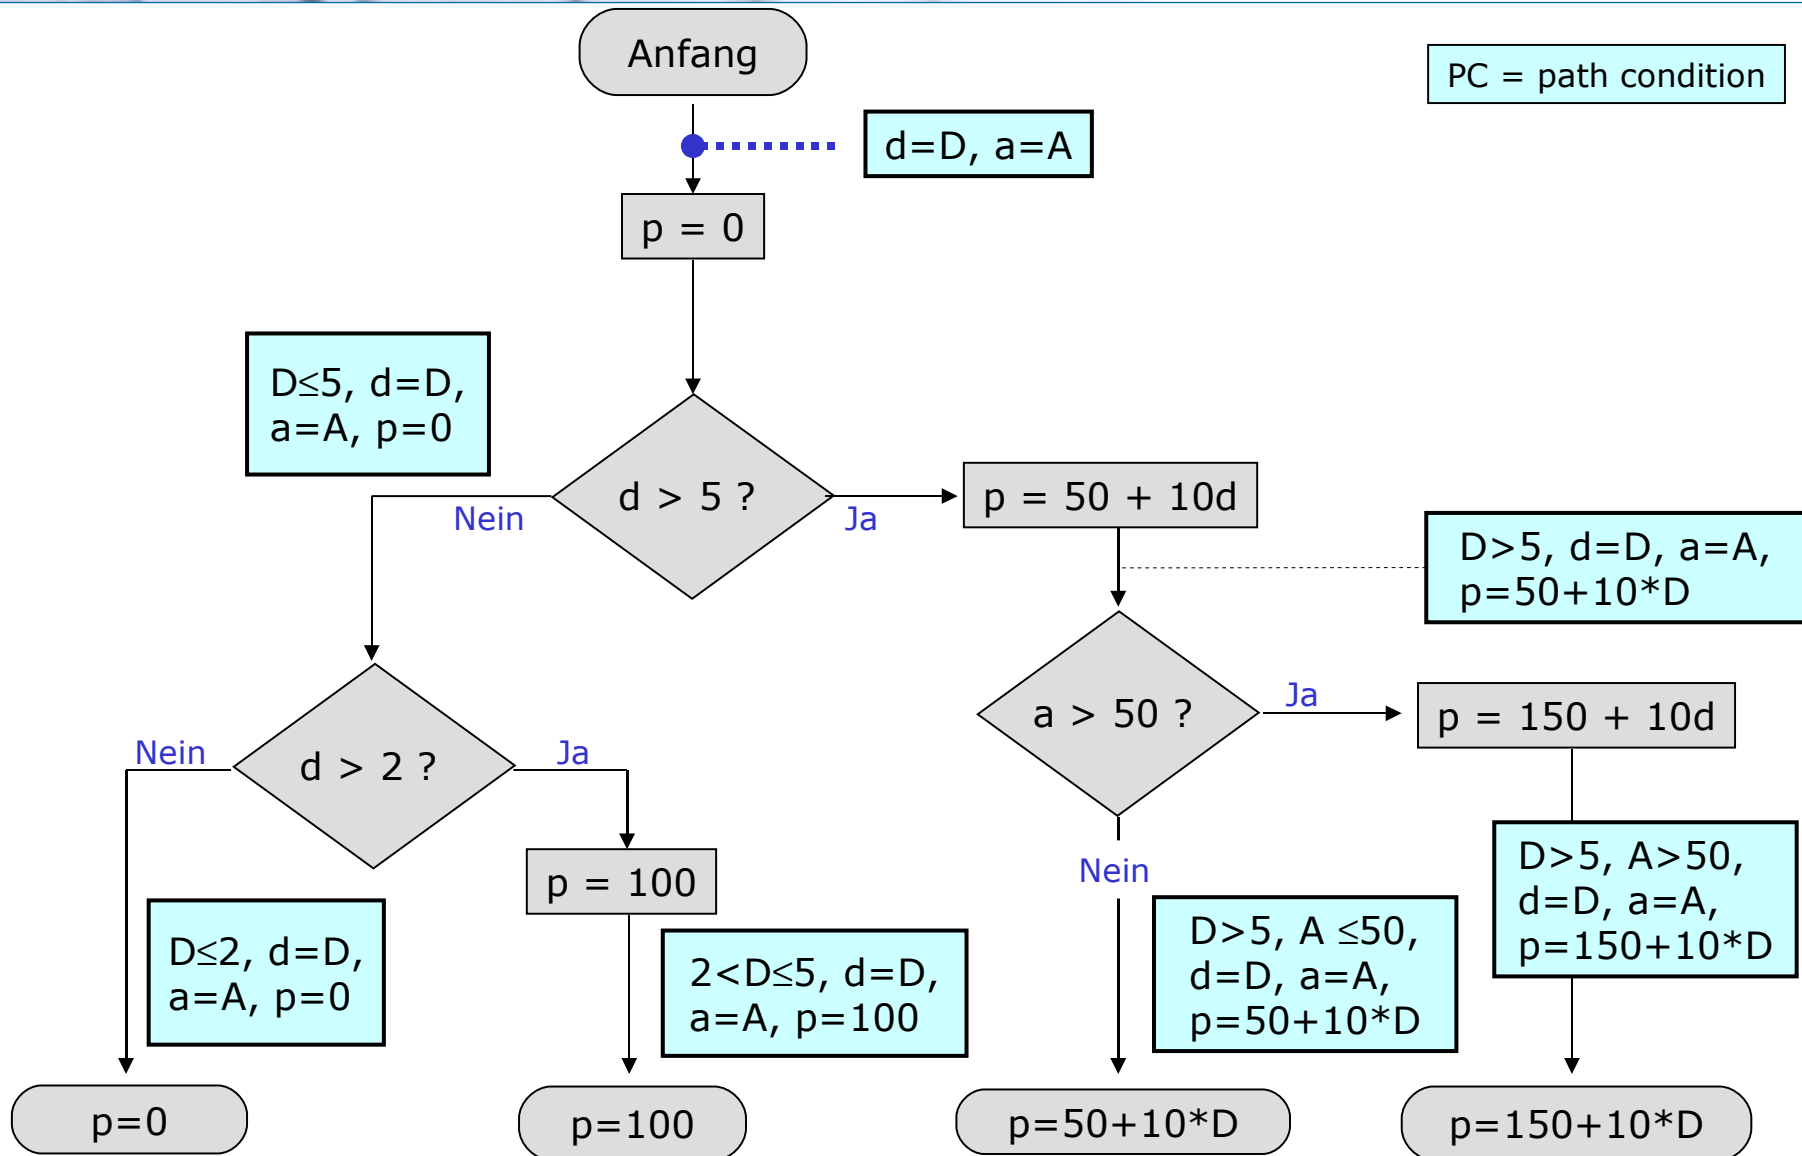 Anfang
PC = path condition
d=D, a=A
p = 0
D≤5, d=D,
a=A, p=0
d > 5 ?
Nein
Ja
p = 50 + 10d
D>5, d=D, a=A,
p=50+10*D
a > 50 ?
Ja
p = 150 + 10d
Nein
d > 2 ?
Ja
p = 100
Nein
D>5, A>50,
d=D, a=A,
p=150+10*D
D≤2, d=D,
a=A, p=0
2<D≤5, d=D,
a=A, p=100
D>5, A ≤50,
d=D, a=A,
p=50+10*D
p=0
p=100
p=50+10*D
p=150+10*D